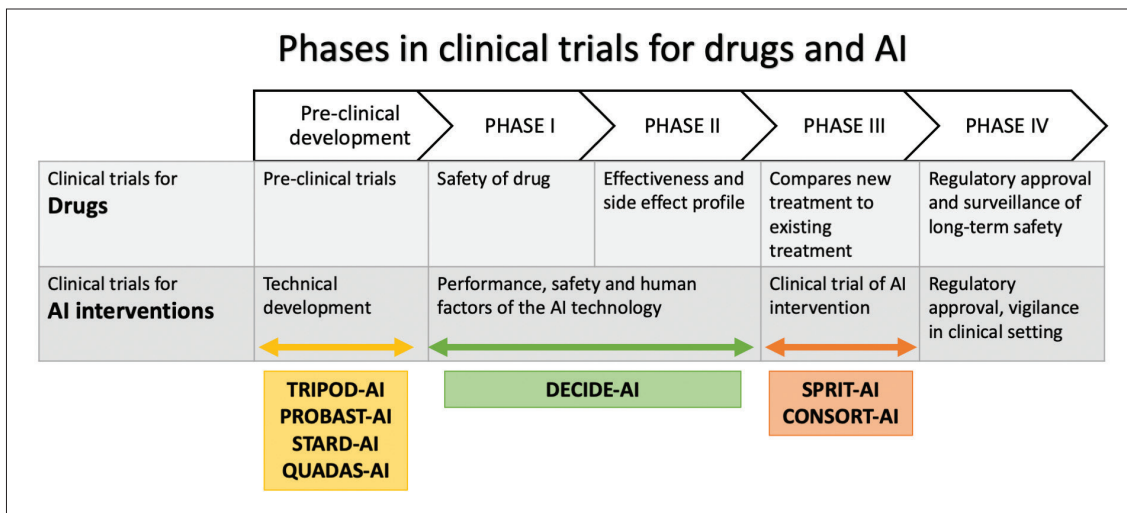 Phases in clinical trials for drugs and AI
Pre-clinical
development
PHASE I
PHASE II
PHASE III
PHASE IV
Clinical trials for
Drugs
Pre-clinical trials
Safety of drug
Effectiveness and
side effect profile
Compares new
treatment to
existing
treatment
Regulatory approval
and surveillance of
long-term safety
Clinical trials for
AI interventions
Technical
development
Performance, safety and human
factors of the AI technology
Clinical trial of AI
intervention
Regulatory
approval, vigilance
in clinical setting
TRIPOD-AI
PROBAST-AI
STARD-AI
QUADAS-AI
DECIDE-AI
SPRIT-AI
CONSORT-AI